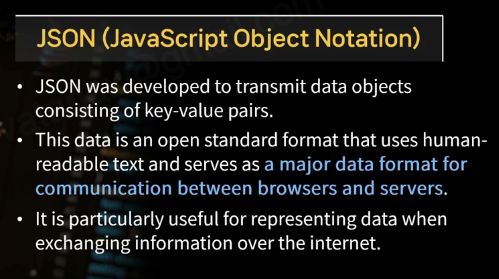 JSON (JavaScript Object Notation)
• JSON was developed to transmit data objects
consisting of key-value pairs.
• This data is an open standard format that uses human-
readable text and serves as a major data format for
communication between browsers and servers.
• It is particularly useful for representing data when
exchanging information over the internet.